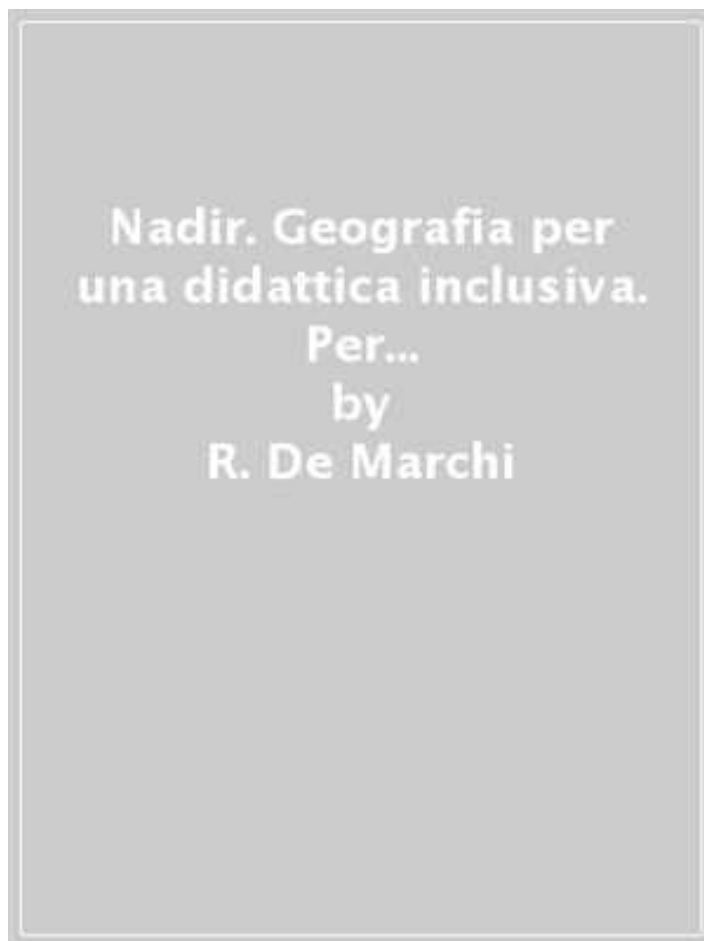 Nadir. Geografia per
una didattica inclusiva.
Per...
by
R. De Marchi